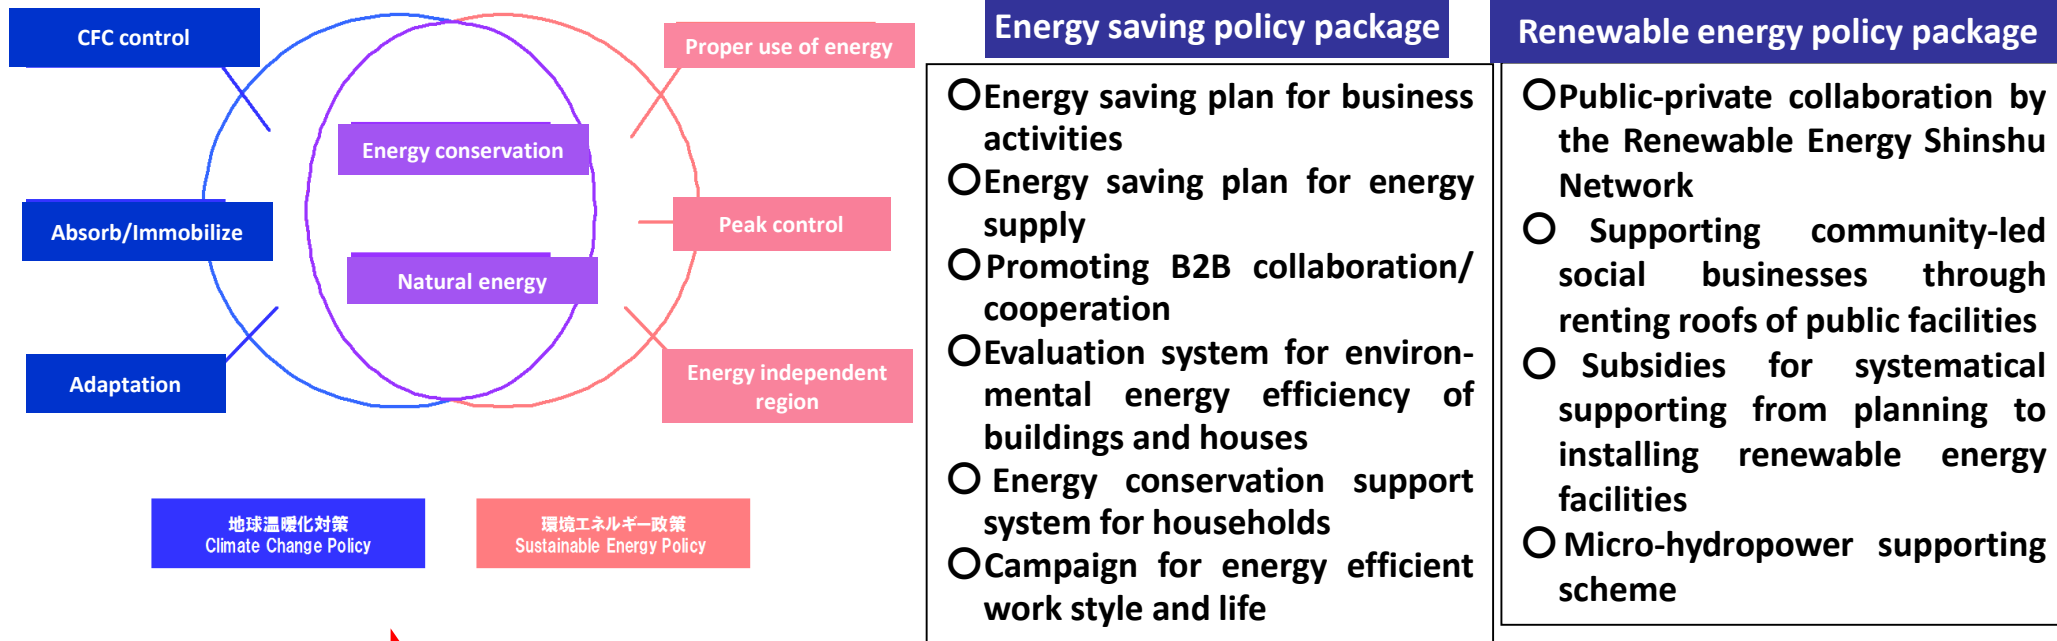 CFC control
Proper use of energy
Energy conservation
Absorb/Immobilize
Peak control
Natural energy
Adaptation
Energy independent
region
地球温暖化対策
Climate Change Policy
環境エネルギー政策
Sustainable Energy Policy
Energy saving policy package
○Energy saving plan for business
activities
○Energy saving plan for energy
supply
○Promoting B2B collaboration/
cooperation
○Evaluation system for environ-
mental energy efficiency of
buildings and houses
○ Energy conservation support
system for households
○Campaign for energy efficient
work style and life
Renewable energy policy package
○Public-private collaboration by
the Renewable Energy Shinshu
Network
○ Supporting community-led
social businesses through
renting roofs of public facilities
○ Subsidies for systematical
supporting from planning to
installing renewable energy
facilities
○Micro-hydropower supporting
scheme